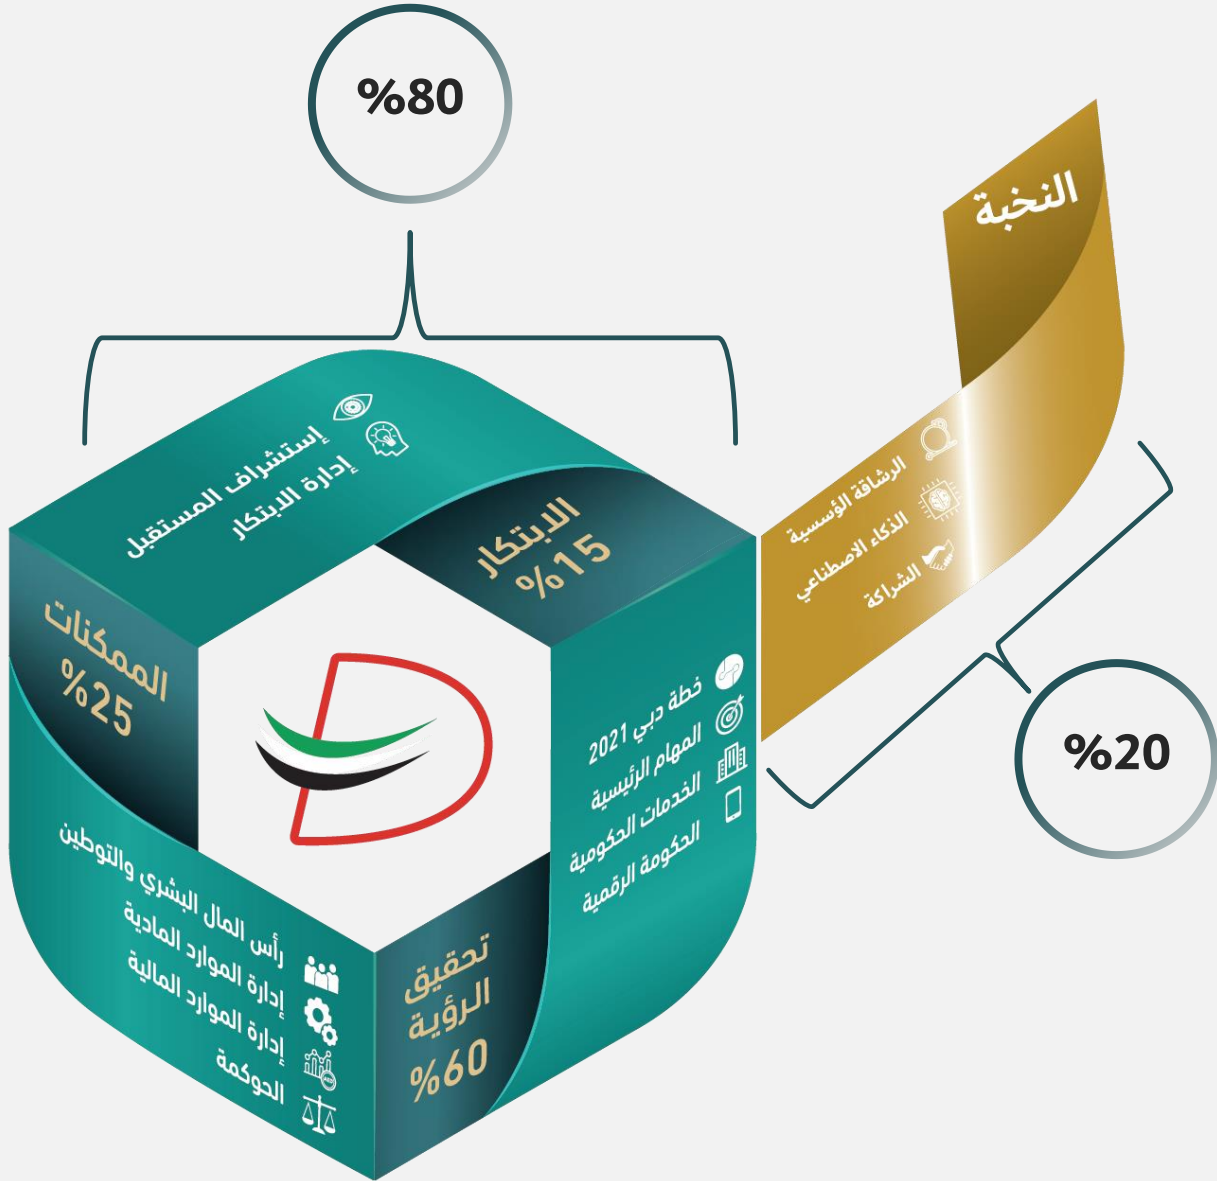 %80
النخبة
الرشاقة الؤسسية
الذكاء الاصطناعي
الشراكة
%20
إستشراف المستقبل
إدارة الابتكار
الابتكار
%15
خطة دبي 2021
المهام الرئيسية
الخدمات الحكومية
الحكومة الرقمية
الممكنات
%25
رأس المال البشري والتوطين
إدارة الموارد المادية
إدارة الموارد المالية
الحوكمة
تحقيق
الرؤية
%60